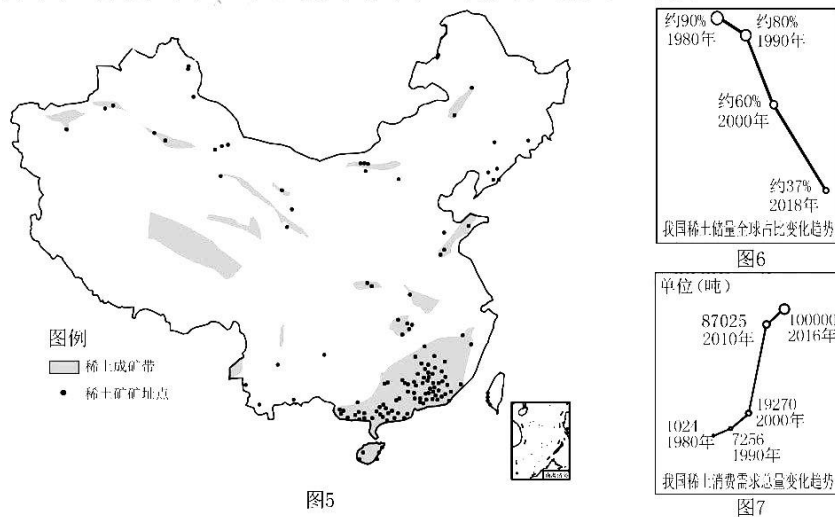 图例
稀土成矿带
稀土矿矿址点
图5
约90%
1980年
约80%
1990年
约60%
2000年
约37%
2018年
我国稀土储量全球占比变化趋势
图6
单位(吨)
87025
2010年
100000
2016年
19270
2000年
1024
1980年
7256
1990年
我国稀土消费需求总量变化趋势
图7